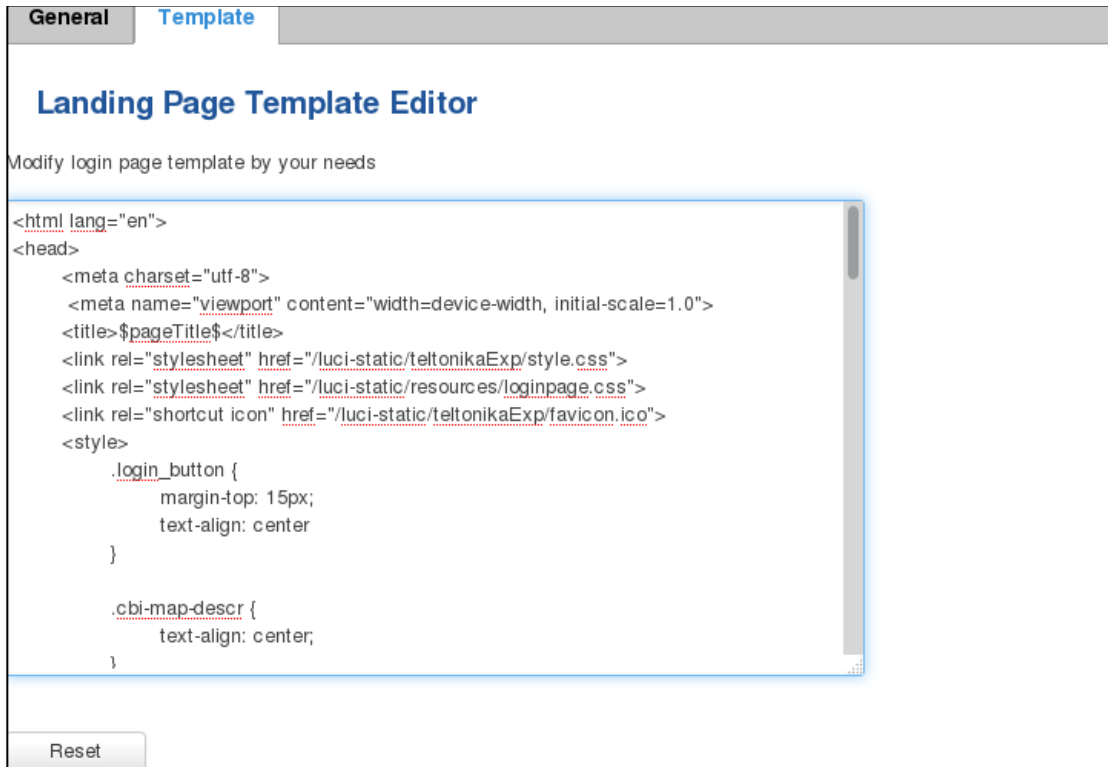 General Template
Landing Page Template Editor
Modify login page template by your needs
<html lang="en">
<head>
<meta charset="utf-8">
<meta name="viewport" content="width=device-width, initial-scale=1.0">
<title>$pageTitle$</title>
<link rel="stylesheet" href="/luci-static/teltonikaExp/style.css">
<link rel="stylesheet" href="/luci-static/resources/loginpage.css">
<link rel="shortcut icon" href="/luci-static/teltonikaExp/favicon.ico">
<style>
.login_button {
margin-top: 15px;
text-align: center
}
.cbi-map-descr {
text-align: center;
}
Reset